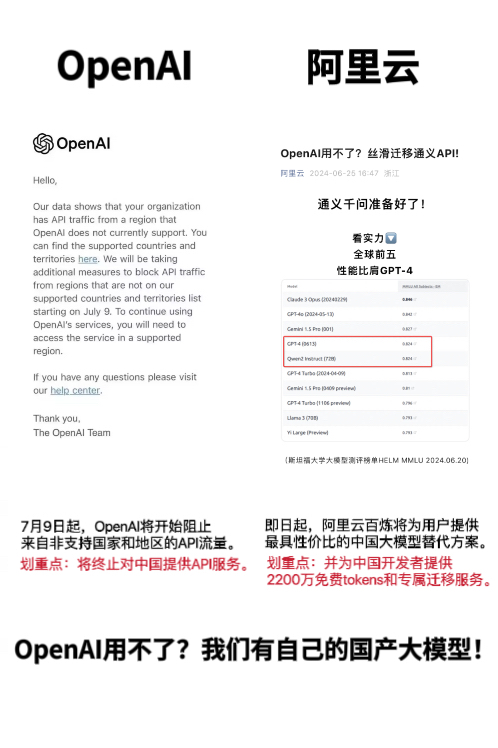 OpenAI
阿里云
OpenAI
Hello,
Our data shows that your organization
has API traffic from a region that
OpenAI does not currently support. You
can find the supported countries and
territories here. We will be taking
additional measures to block API traffic
from regions that are not on our
supported countries and territories list
starting on July 9. To continue using
OpenAI's services, you will need to
access the service in a supported
region.
If you have any questions please visit
our help center.
Thank you,
The OpenAI Team
OpenAI用不了？丝滑迁移通义API!
阿里云 2024-06-25 16:47 浙江
通义千问准备好了！
看实力🔽
全球前五
性能比肩GPT-4
Model
Claude 3 Opus (20240229) 0.846
GPT-4o (2024-05-13) 0.842
Gemini 1.5 Pro (001) 0.827
GPT-4 (0613) 0.824
Qwen2 Instruct (72B) 0.824
GPT-4 Turbo (2024-04-09) 0.813
Gemini 1.5 Pro (0409 preview) 0.81
GPT-4 Turbo (1106 preview) 0.796
Llama 3 (70B) 0.793
Yi Large (Preview) 0.793
（斯坦福大学大模型测评榜单HELM MMLU 2024.06.20)
7月9日起，OpenAI将开始阻止
来自非支持国家和地区的API流量。
划重点：将终止对中国提供API服务。
即日起，阿里云百炼将为用户提供
最具性价比的中国大模型替代方案。
划重点：并为中国开发者提供
2200万免费tokens和专属迁移服务。
OpenAI用不了？我们有自己的国产大模型！